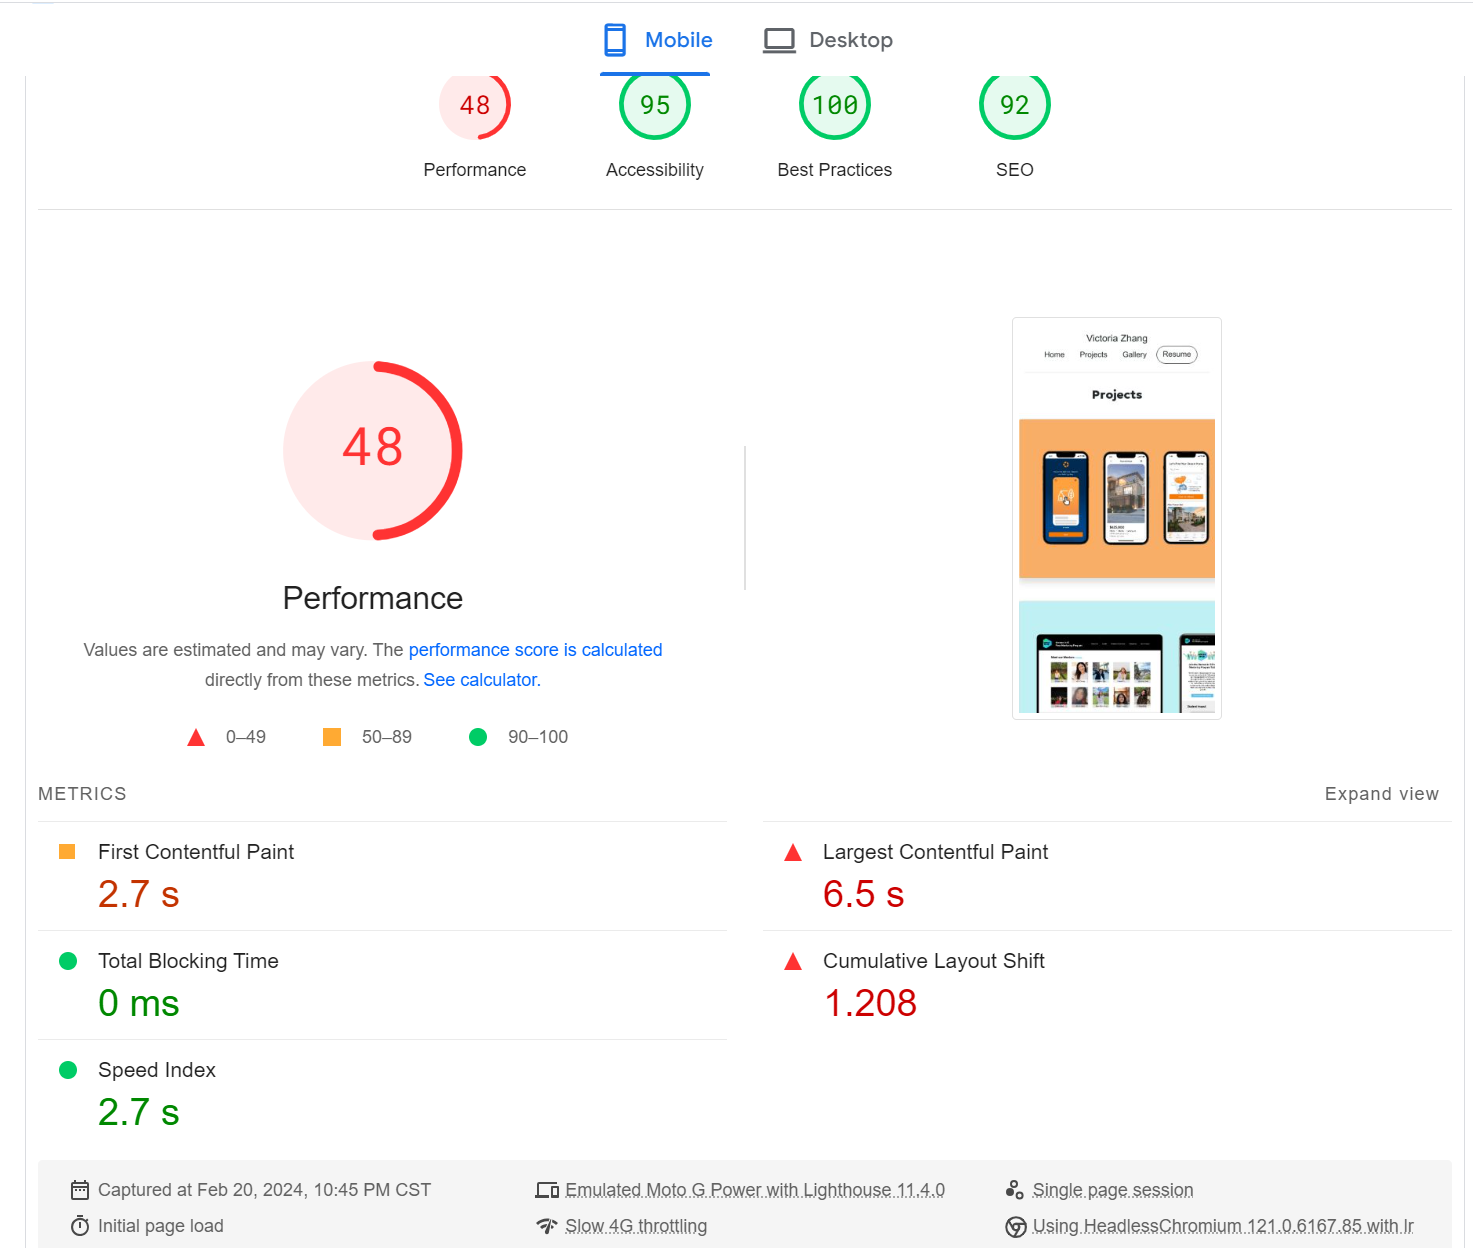 Mobile
Desktop
48
95
100
92
Performance
Accessibility
Best Practices
SEO
48
Performance
Values are estimated and may vary. The performance score is calculated
directly from these metrics. See calculator.
0–49
50–89
90–100
Victoria Zhang
Home
Projects
Gallery
Resume
Projects
METRICS
Expand view
First Contentful Paint
2.7 s
Largest Contentful Paint
6.5 s
Total Blocking Time
0 ms
Cumulative Layout Shift
1.208
Speed Index
2.7 s
Captured at Feb 20, 2024, 10:45 PM CST
Emulated Moto G Power with Lighthouse 11.4.0
Single page session
Initial page load
Slow 4G throttling
Using HeadlessChromium 121.0.6167.85 with lr